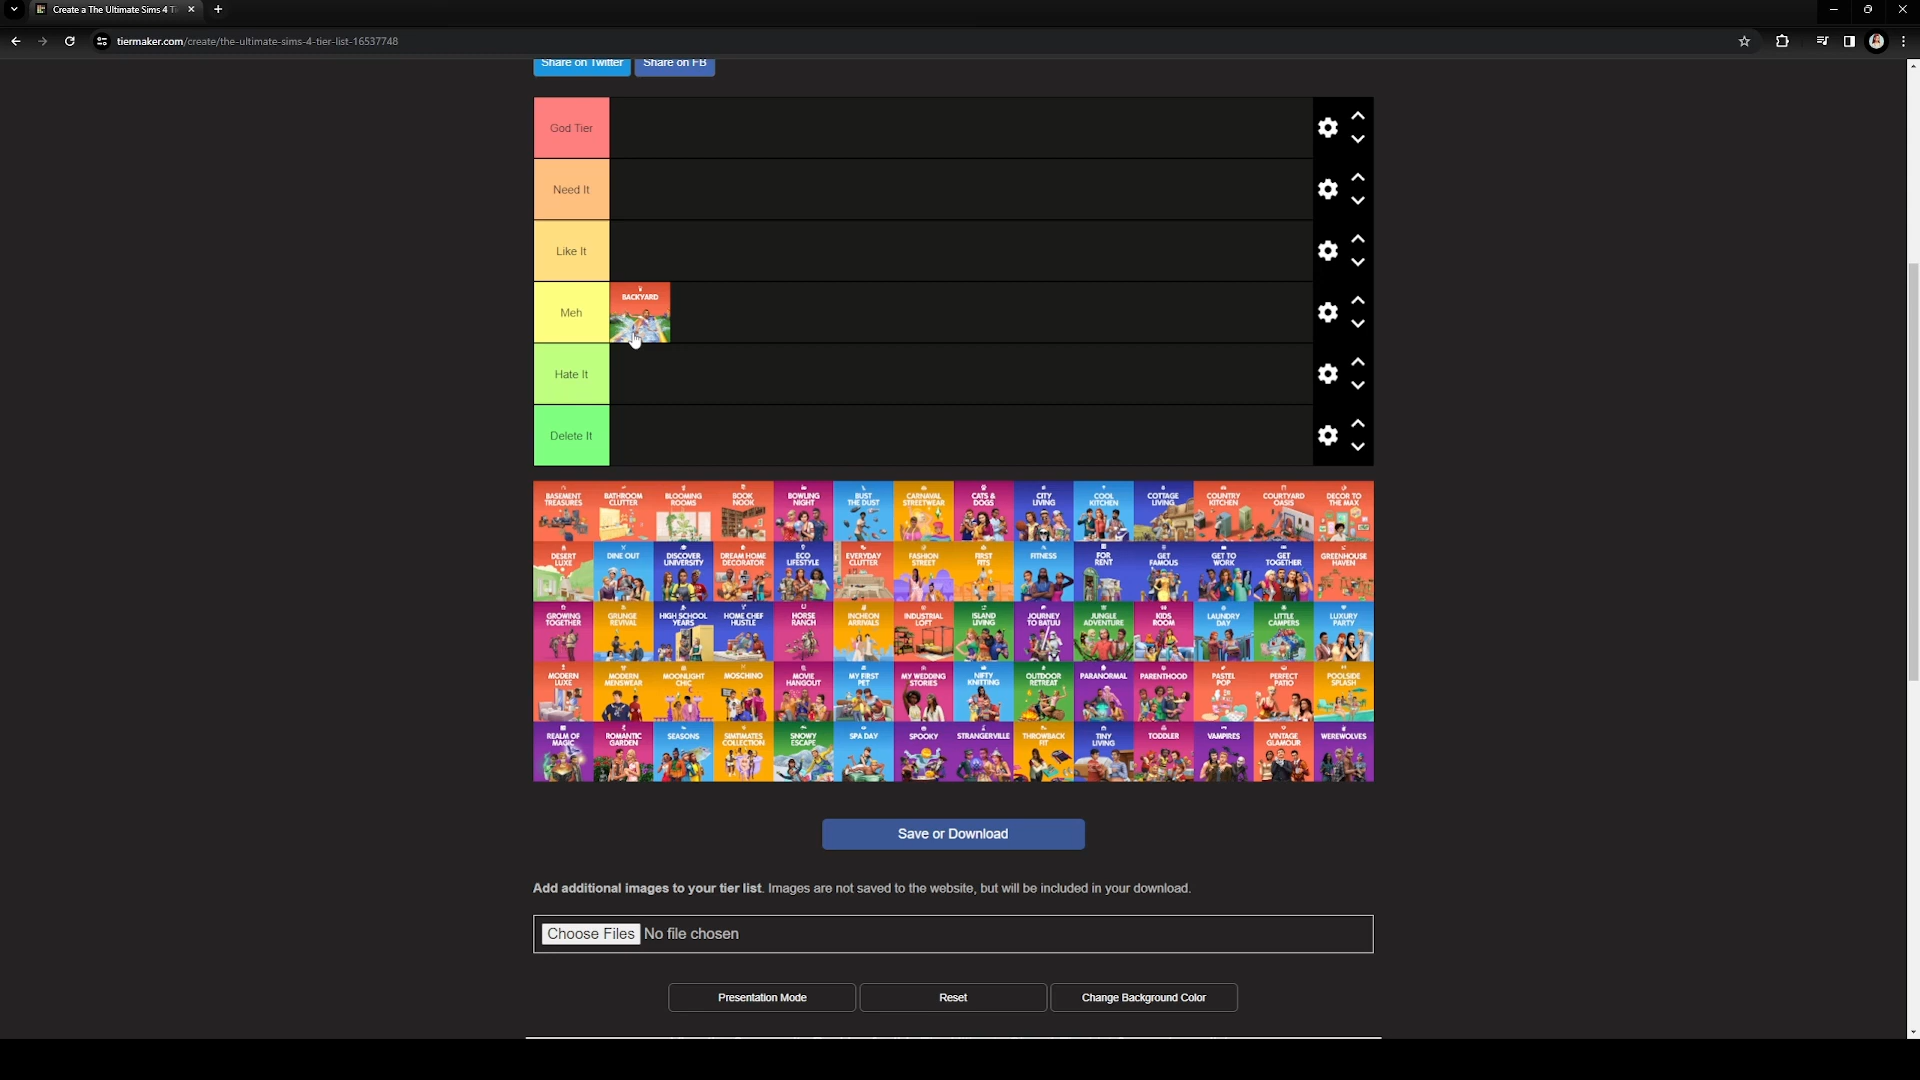 Create a The Ultimate Sims 4 Ti
tiermaker.com/create/the-ultimate-sims-4-tier-list-16537748
Share on Twitter Share on FB
God Tier
Need It
Like It
Meh BACKYARD
Hate It
Delete It
BASEMENT TREASURES
BATHROOM CLUTTER
BLOOMING ROOMS
BOOK NOOK
BOWLING NIGHT
BUST THE DUST
CARNAVAL STREETWEAR
CATS & DOGS
CITY LIVING
COOL KITCHEN
COTTAGE LIVING
COUNTRY KITCHEN
COURTYARD OASIS
DECOR TO THE MAX
DESERT LUXE
DINE OUT
DISCOVER UNIVERSITY
DREAM HOME DECORATOR
ECO LIFESTYLE
EVERYDAY CLUTTER
FASHION STREET
FIRST FITS
FITNESS
FOR RENT
GET FAMOUS
GET TO WORK
GET TOGETHER
GREENHOUSE HAVEN
GROWING TOGETHER
GRUNGE REVIVAL
HIGH SCHOOL YEARS
HOME CHEF HUSTLE
HORSE RANCH
INCHEON ARRIVALS
INDUSTRIAL LOFT
ISLAND LIVING
JOURNEY TO BATUU
JUNGLE ADVENTURE
KIDS ROOM
LAUNDRY DAY
LITTLE CAMPERS
LUXURY PARTY
MODERN LUXE
MODERN MENSWEAR
MOONLIGHT CHIC
MOSCHINO
MOVIE HANGOUT
MY FIRST PET
MY WEDDING STORIES
NIFTY KNITTING
OUTDOOR RETREAT
PARANORMAL
PARENTHOOD
PASTEL POP
PERFECT PATIO
POOLSIDE SPLASH
REALM OF MAGIC
ROMANTIC GARDEN
SEASONS
SIMTIMATES COLLECTION
SNOWY ESCAPE
SPA DAY
SPOOKY
STRANGERVILLE
THROWBACK FIT
TINY LIVING
TODDLER
VAMPIRES
VINTAGE GLAMOUR
WEREWOLVES
Save or Download
Add additional images to your tier list. Images are not saved to the website, but will be included in your download.
Choose Files No file chosen
Presentation Mode Reset Change Background Color